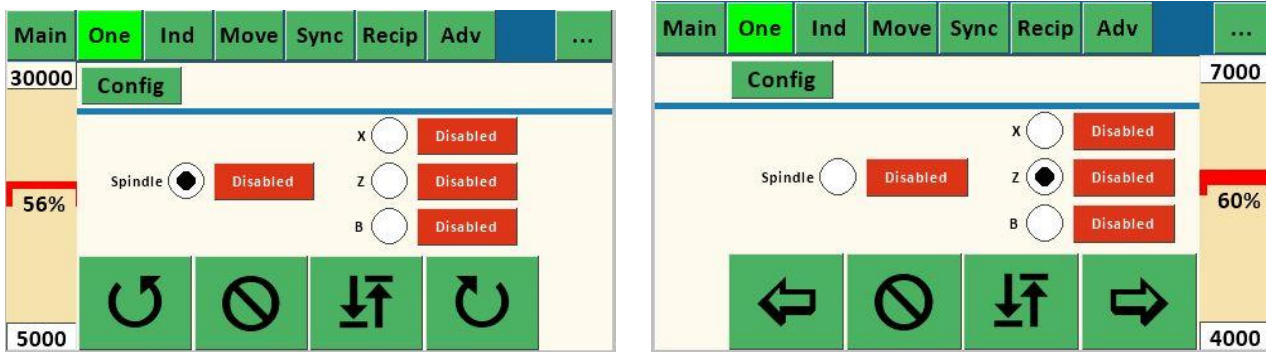 Main One Ind Move Sync Recip Adv ...
30000 Config
X Disabled
Spindle Disabled Z Disabled
56%
B Disabled
5000
Main One Ind Move Sync Recip Adv ...
Config 7000
X Disabled
Spindle Disabled Z Disabled
60%
B Disabled
4000